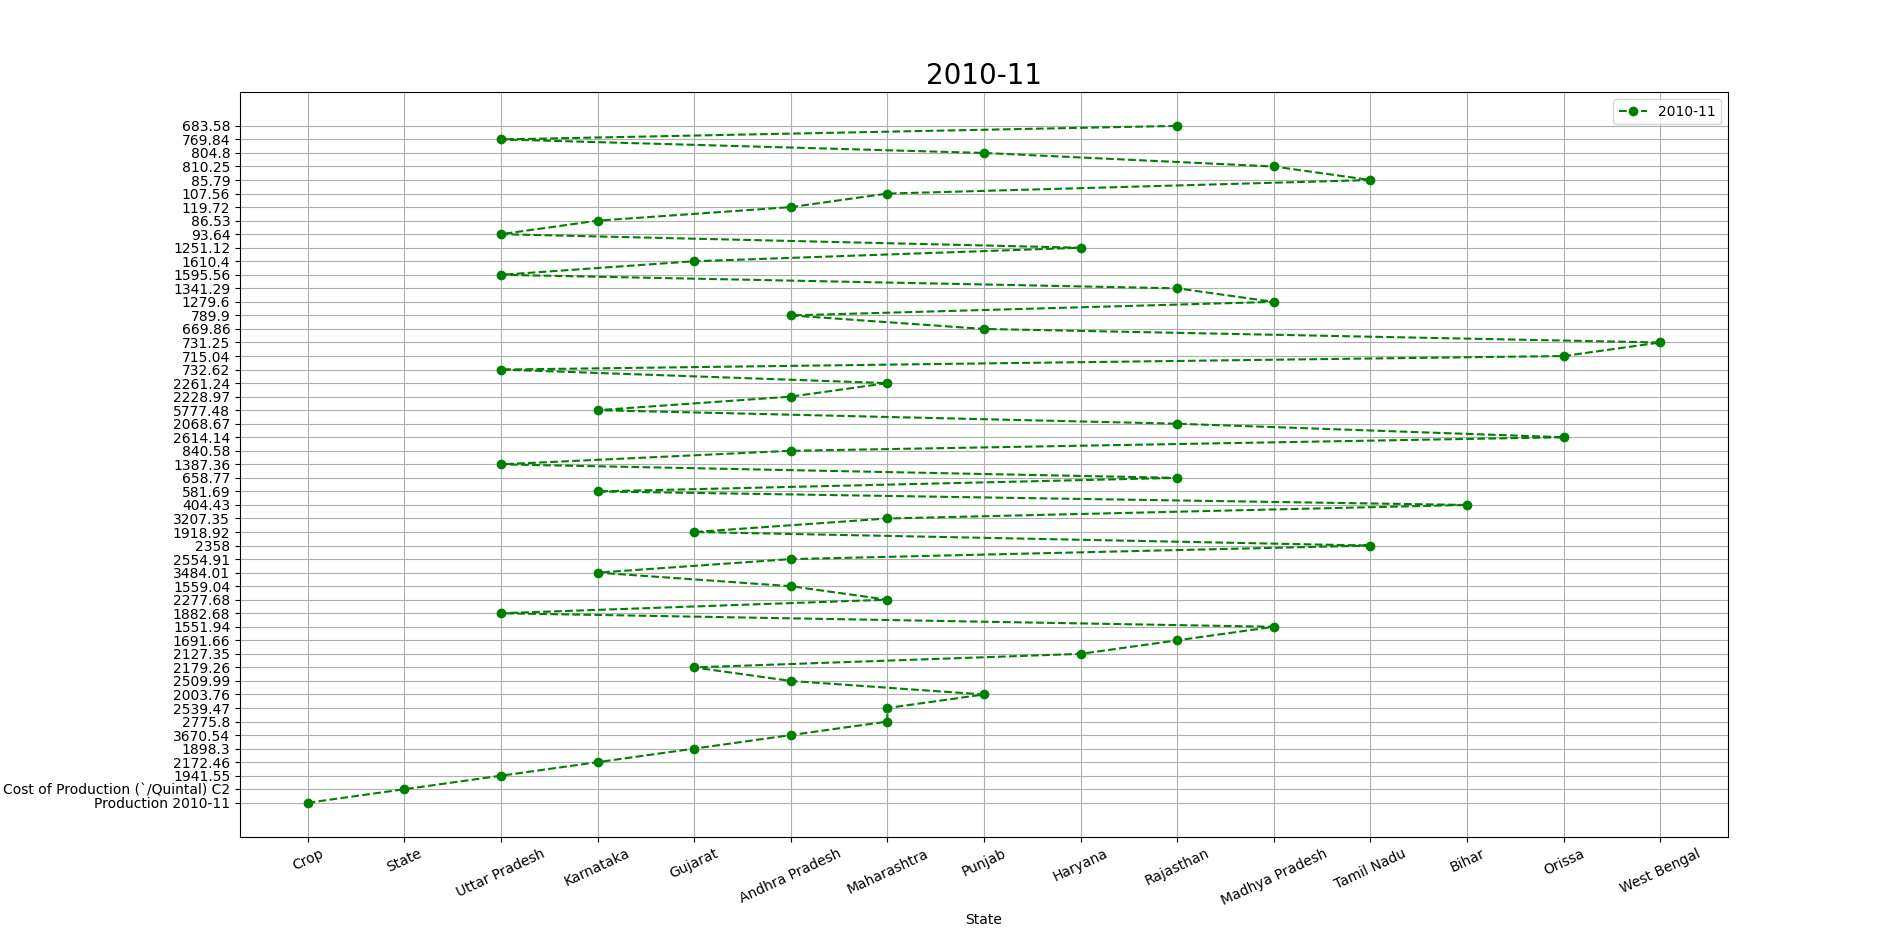 2010-11
2010-11
683.58
769.84
804.8
810.25
85.79
107.56
119.72
86.53
93.64
1251.12
1610.4
1595.56
1341.29
1279.6
789.9
669.86
731.25
715.04
732.62
2261.24
2228.97
5777.48
2068.67
2614.14
840.58
1387.36
658.77
581.69
404.43
3207.35
1918.92
2358
2554.91
3484.01
1559.04
2277.68
1882.68
1551.94
1691.66
2127.35
2179.26
2509.99
2003.76
2539.47
2775.8
3670.54
1898.3
2172.46
1941.55
Cost of Production (`/Quintal) C2
Production 2010-11
Crop
State
Uttar Pradesh
Karnataka
Gujarat
Andhra Pradesh
Maharashtra
Punjab
Haryana
Rajasthan
Madhya Pradesh
Tamil Nadu
Bihar
Orissa
West Bengal
State